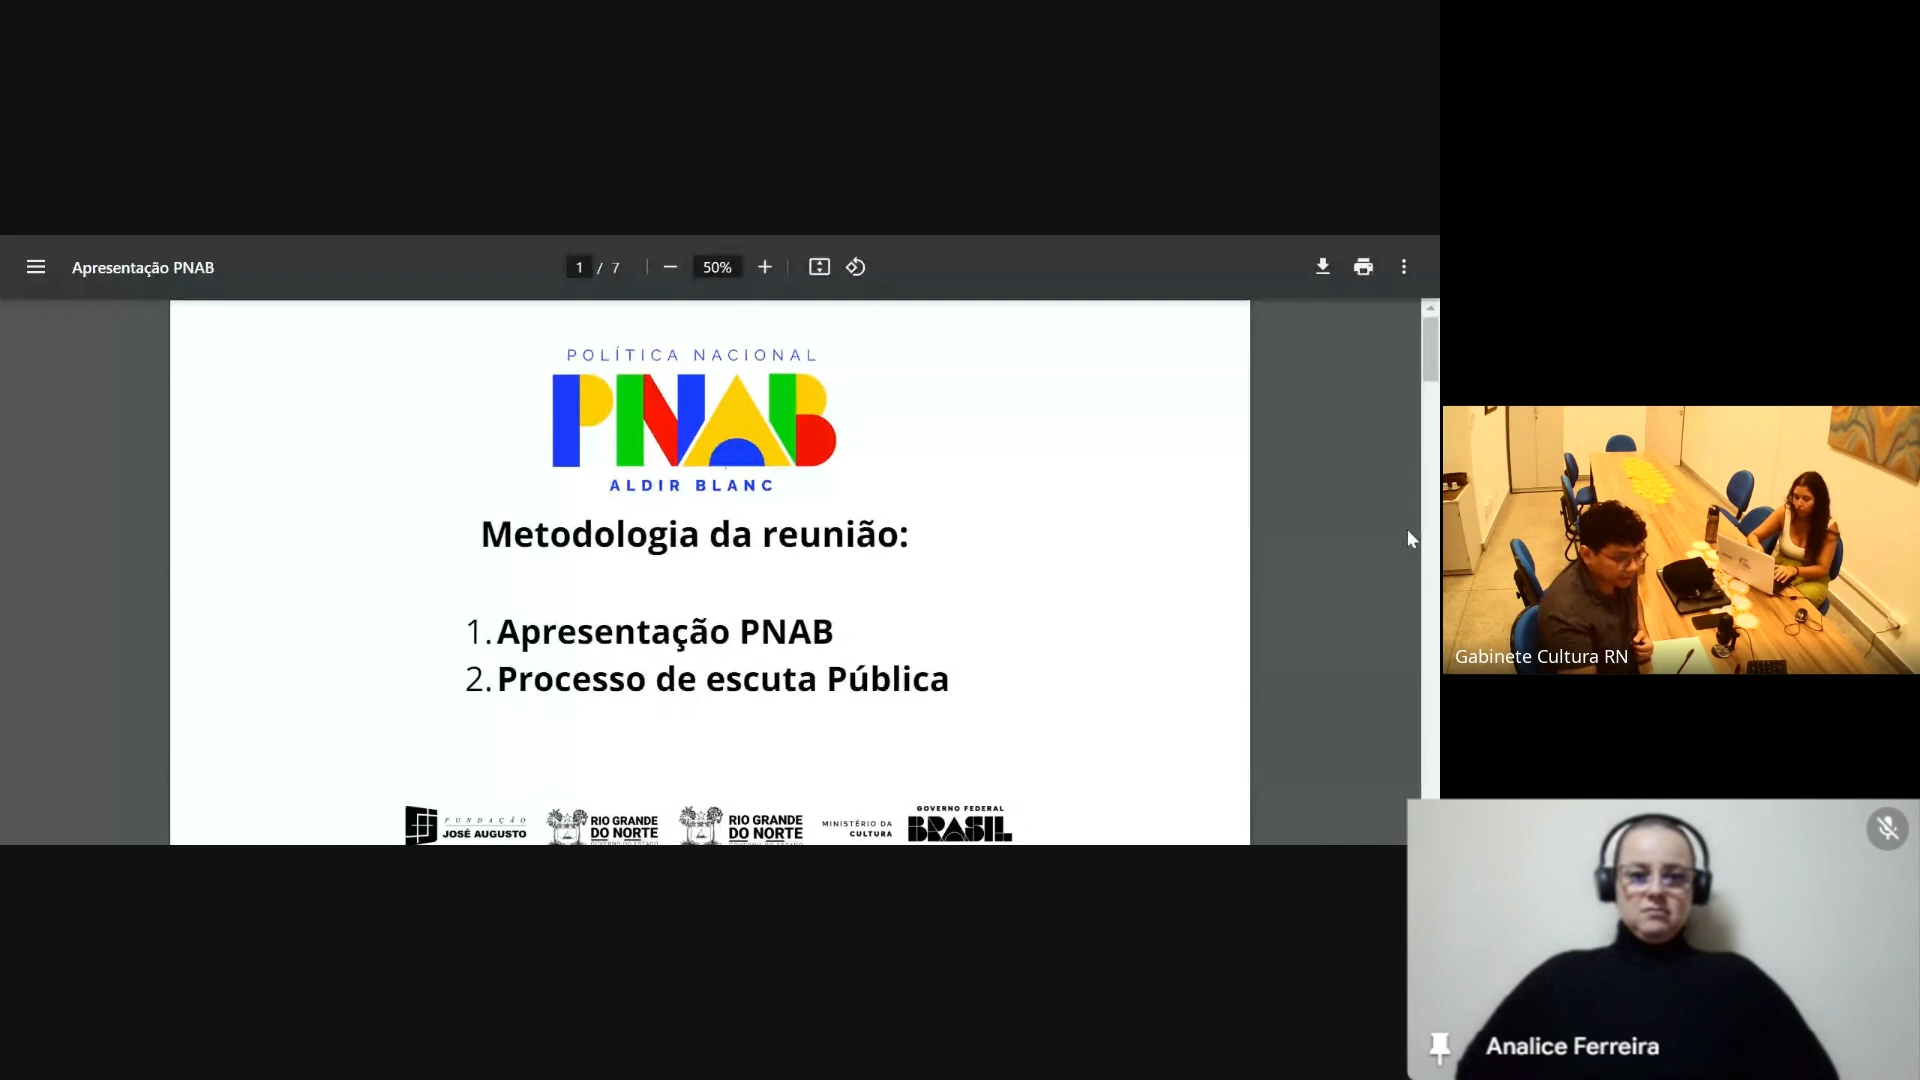 Apresentação PNAB
1 / 7
50%
POLÍTICA NACIONAL
PNAB
ALDIR BLANC
Metodologia da reunião:
1. Apresentação PNAB
2. Processo de escuta Pública
FUNDAÇÃO
JOSÉ AUGUSTO
RIO GRANDE
DO NORTE
RIO GRANDE
DO NORTE
MINISTÉRIO DA
CULTURA
GOVERNO FEDERAL
BRASIL
Gabinete Cultura RN
Analice Ferreira